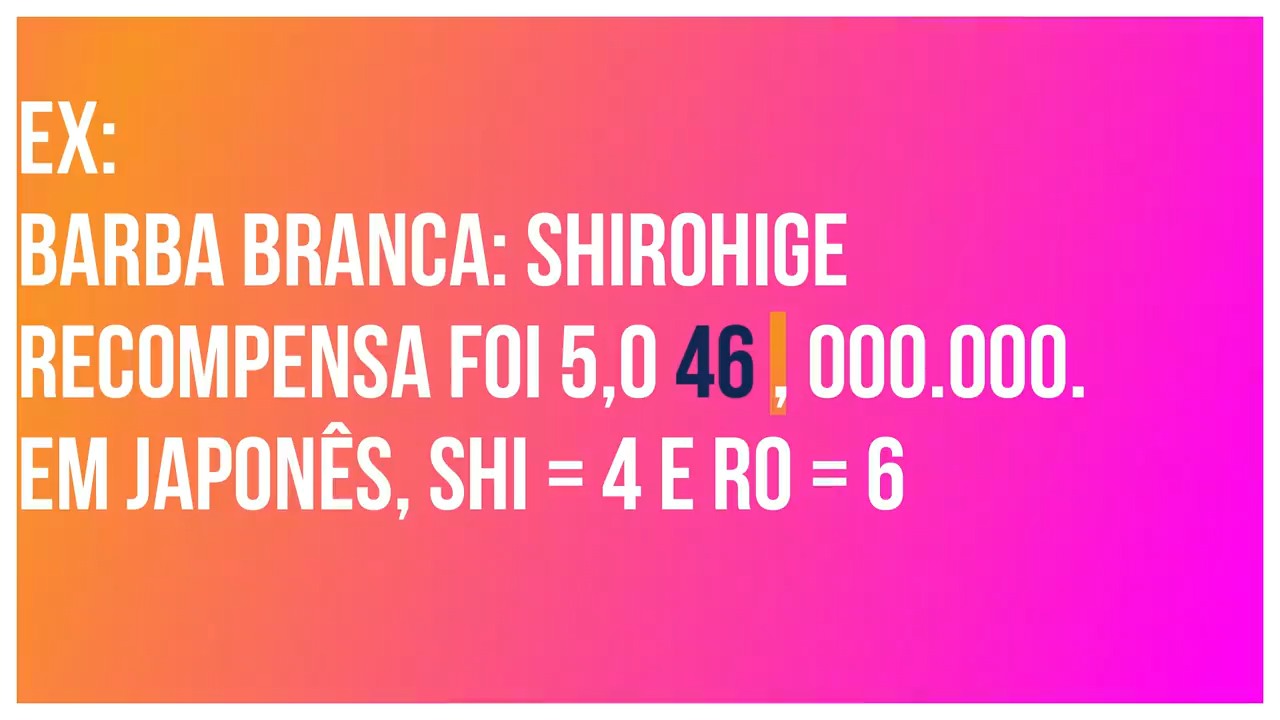 EX:
BARBA BRANCA: SHIROHIGE
RECOMPENSA FOI 5,0 46 , 000.000.
EM JAPONÊS, SHI = 4 E RO = 6